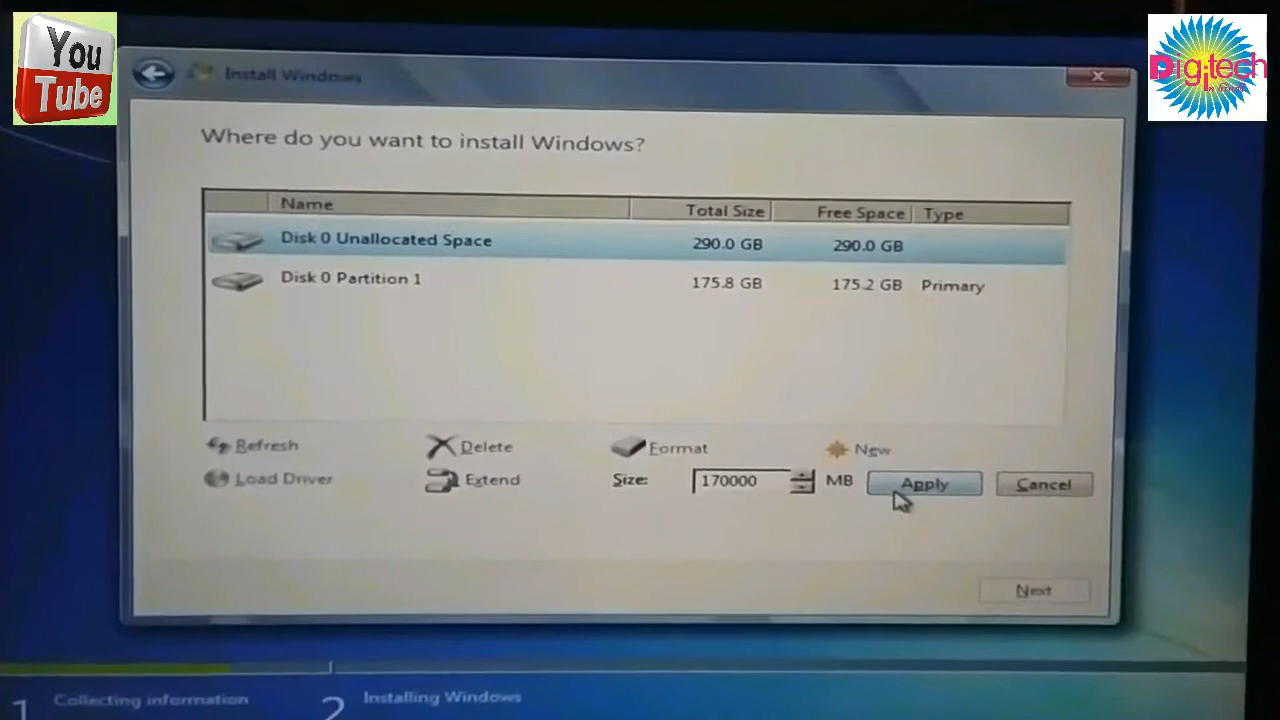 You
Tube
Digitech
Install Windows
Where do you want to install Windows?
Name Total Size Free Space Type
Disk 0 Unallocated Space 290.0 GB 290.0 GB
Disk 0 Partition 1 175.8 GB 175.2 GB Primary
Refresh Delete Format New
Load Driver Extend Size: 170000 MB Apply Cancel
Next
1 Collecting information 2 Installing Windows